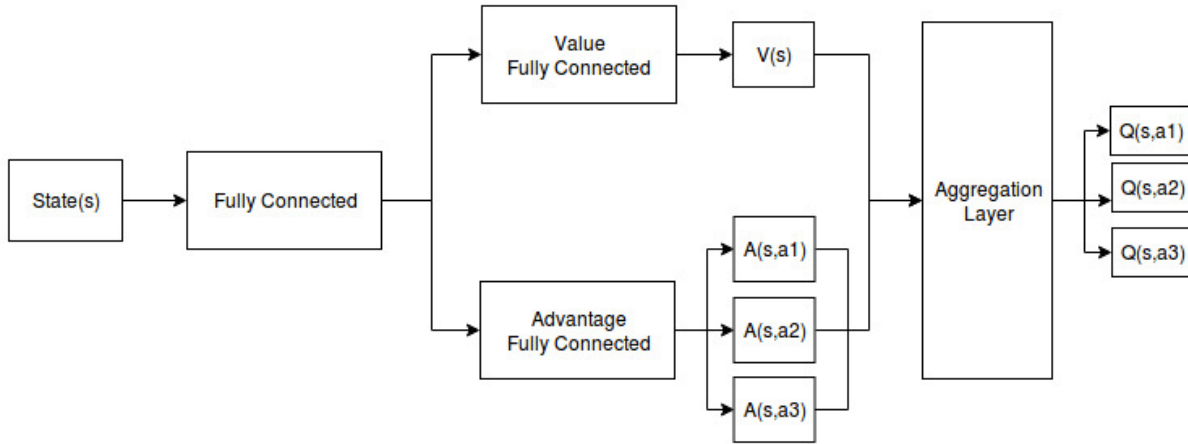 State(s)
Fully Connected
Value
Fully Connected
V(s)
Advantage
Fully Connected
A(s,a1)
A(s,a2)
A(s,a3)
Aggregation
Layer
Q(s,a1)
Q(s,a2)
Q(s,a3)